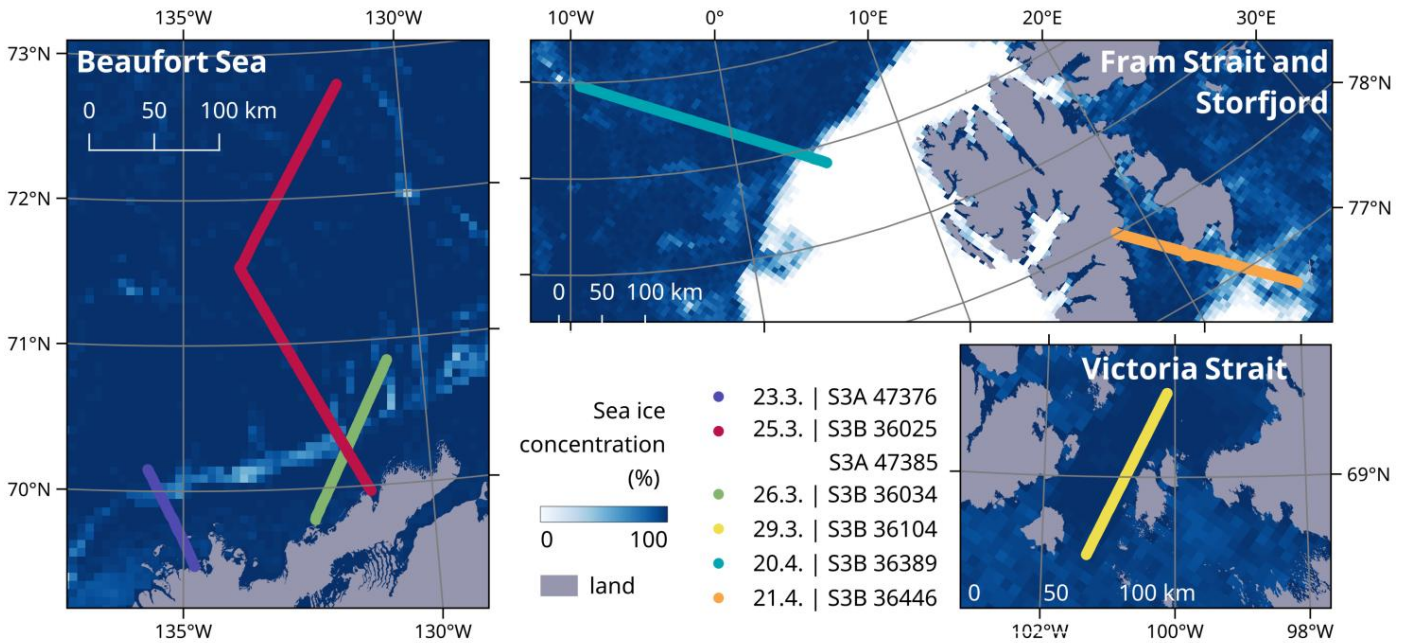 135°W 130°W 10°W 0° 10°E 20°E 30°E
73°N
72°N
71°N
70°N
Beaufort Sea
0 50 100 km
135°W 130°W
Fram Strait and
Storfjord
78°N
77°N
0 50 100 km
Sea ice
concentration
(%)
0 100
land
23.3. | S3A 47376
25.3. | S3B 36025
S3A 47385
26.3. | S3B 36034
29.3. | S3B 36104
20.4. | S3B 36389
21.4. | S3B 36446
Victoria Strait
69°N
0 50 100 km
102°W 100°W 98°W